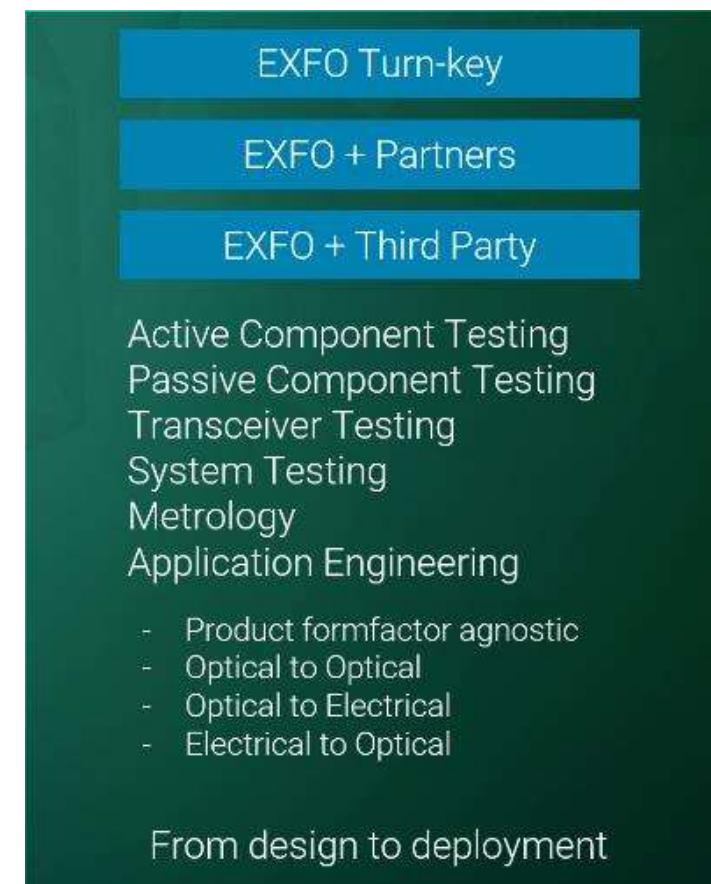 EXFO Turn-key
EXFO + Partners
EXFO + Third Party
Active Component Testing
Passive Component Testing
Transceiver Testing
System Testing
Metrology
Application Engineering
- Product formfactor agnostic
- Optical to Optical
- Optical to Electrical
- Electrical to Optical
From design to deployment